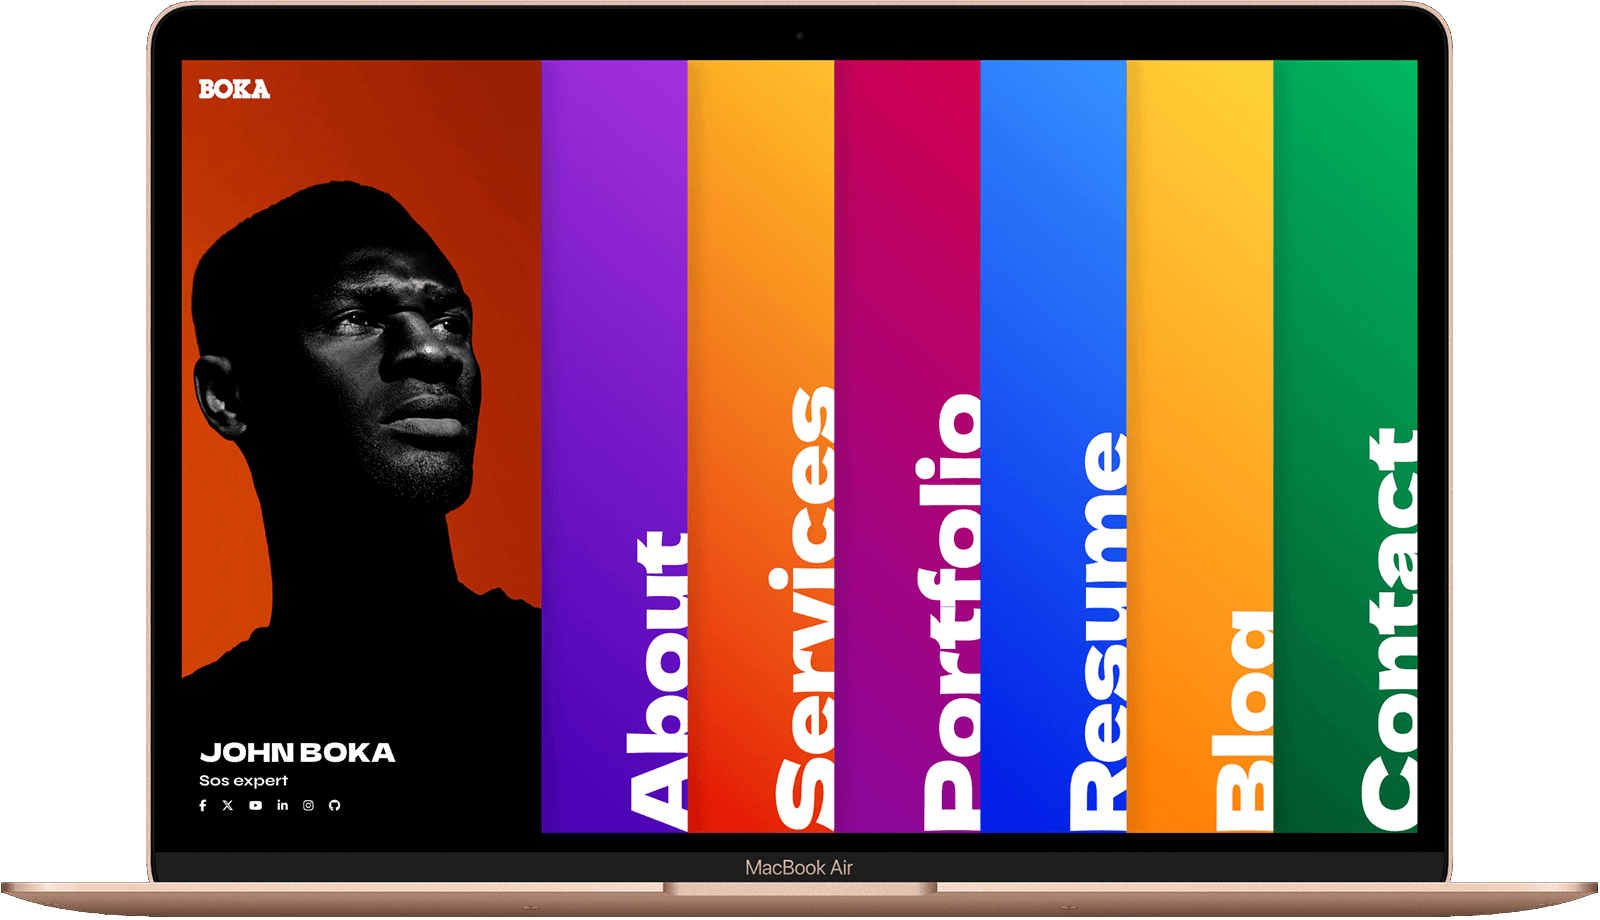 BOKA
JOHN BOKA
Sos expert
About
Services
Portfolio
Resume
Blog
Contact
MacBook Air